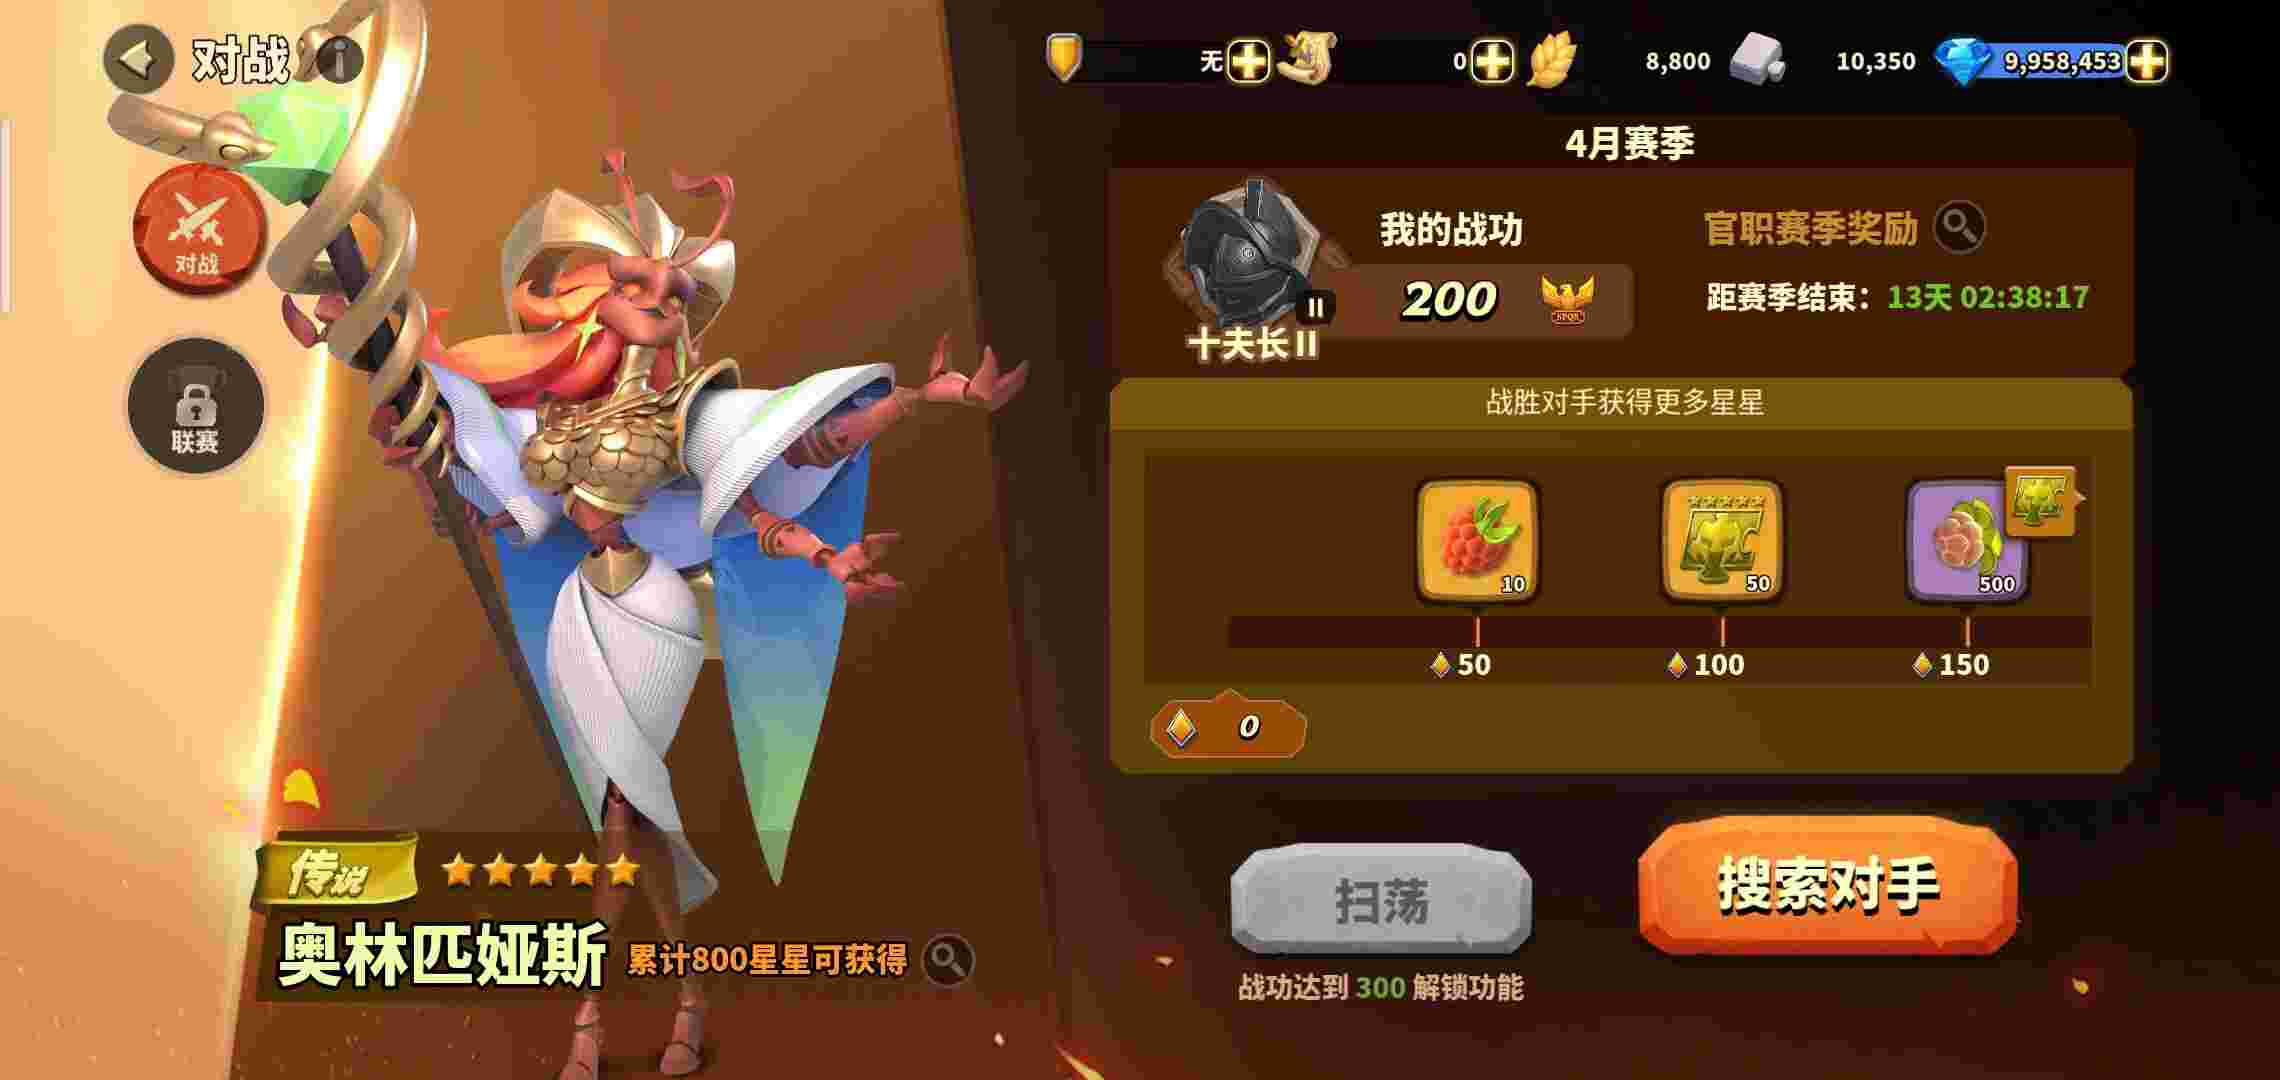 对战
无
0
8,800
10,350
9,958,453
4月赛季
对战
联赛
我的战功
200
SPQR
II
十夫长II
官职赛季奖励
距赛季结束：13天 02:38:17
战胜对手获得更多星星
10
50
500
50
100
150
0
传说
奥林匹娅斯
累计800星星可获得
扫荡
搜索对手
战功达到 300 解锁功能